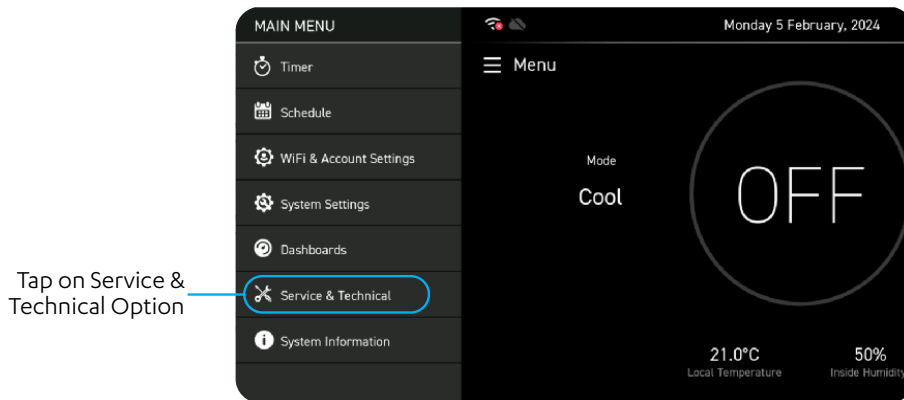 MAIN MENU
Timer
Schedule
WiFi & Account Settings
System Settings
Dashboards
Service & Technical
System Information
Tap on Service &
Technical Option
Monday 5 February, 2024
Menu
Mode
Cool
OFF
21.0°C
Local Temperature
50%
Inside Humidity